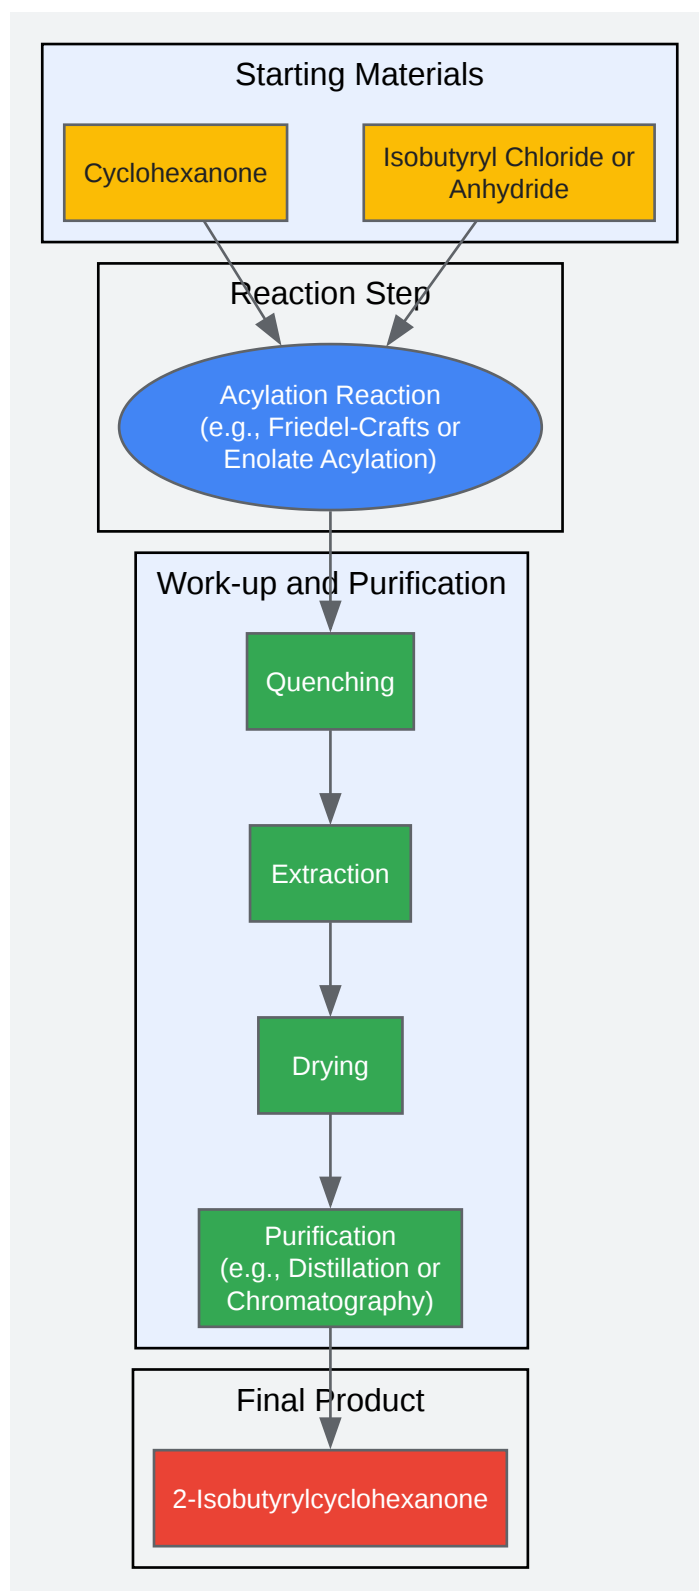 Starting Materials
Cyclohexanone
Isobutyryl Chloride or
Anhydride
Reaction Step
Acylation Reaction
(e.g., Friedel-Crafts or
Enolate Acylation)
Work-up and Purification
Quenching
Extraction
Drying
Purification
(e.g., Distillation or
Chromatography)
Final Product
2-Isobutyrylcyclohexanone